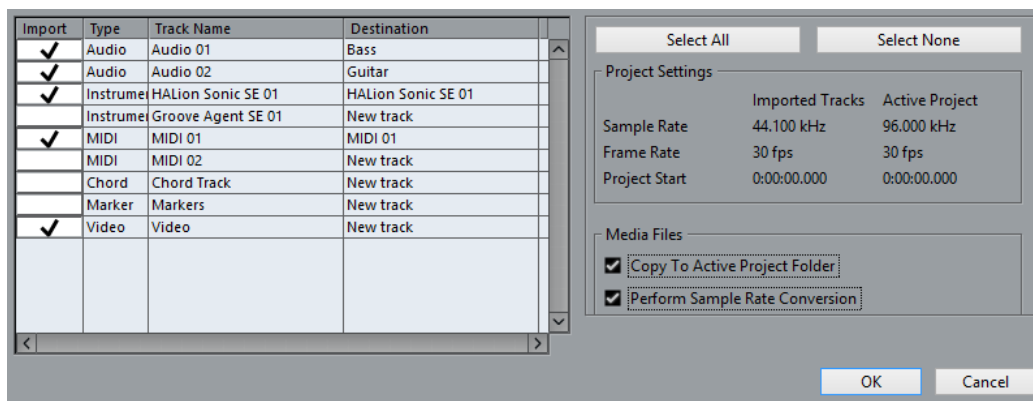 Import Type Track Name Destination
Audio Audio 01 Bass
Audio Audio 02 Guitar
Instrume HALion Sonic SE 01 HALion Sonic SE 01
Instrumei Groove Agent SE 01 New track
MIDI MIDI 01 MIDI 01
MIDI MIDI 02 New track
Chord Chord Track New track
Marker Markers New track
Video Video New track
Select All Select None
Project Settings
Imported Tracks Active Project
Sample Rate 44.100 kHz 96.000 kHz
Frame Rate 30 fps 30 fps
Project Start 0:00:00.000 0:00:00.000
Media Files
Copy To Active Project Folder
Perform Sample Rate Conversion
OK Cancel